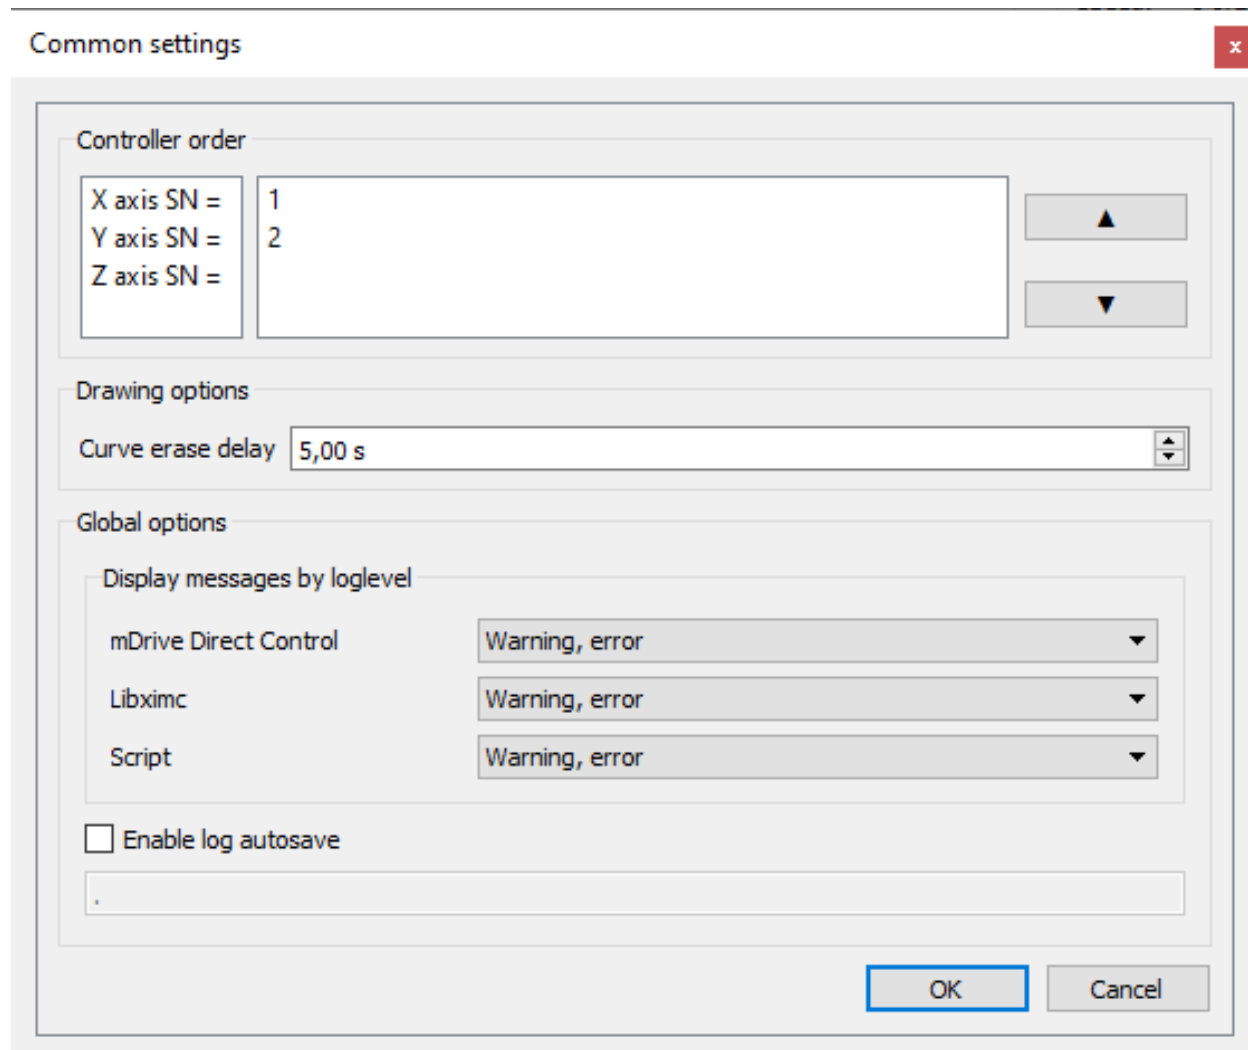 Common settings
x
Controller order
X axis SN = 1
Y axis SN = 2
Z axis SN =
Drawing options
Curve erase delay 5,00 s
Global options
Display messages by loglevel
mDrive Direct Control Warning, error
Libximc Warning, error
Script Warning, error
Enable log autosave
.
OK Cancel